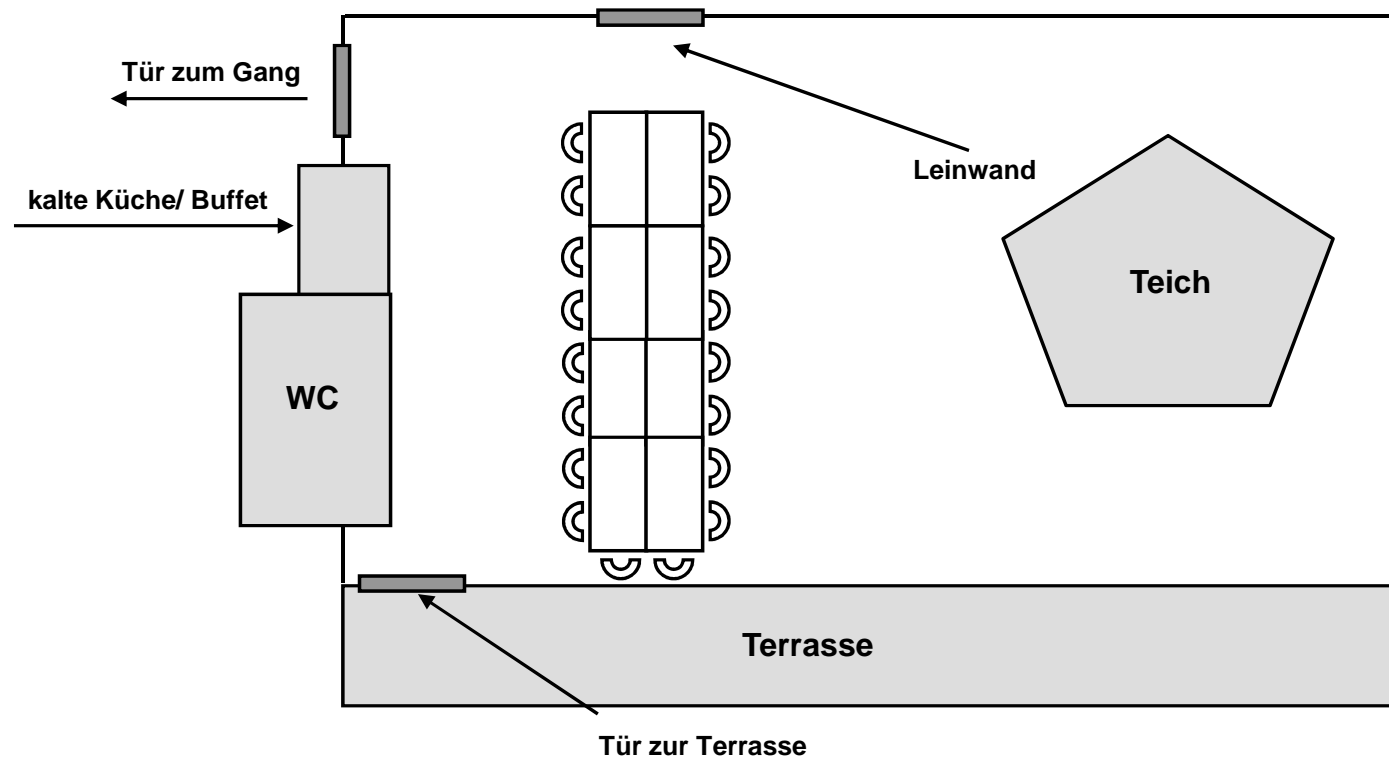 Tür zum Gang
kalte Küche/ Buffet
Leinwand
Teich
WC
Terrasse
Tür zur Terrasse